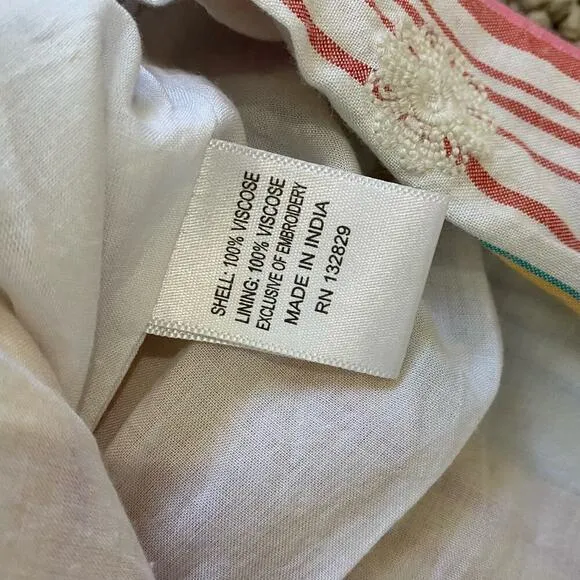 SHELL: 100% VISCOSE
LINING: 100% VISCOSE
EXCLUSIVE OF EMBROIDERY
MADE IN INDIA
RN 132829